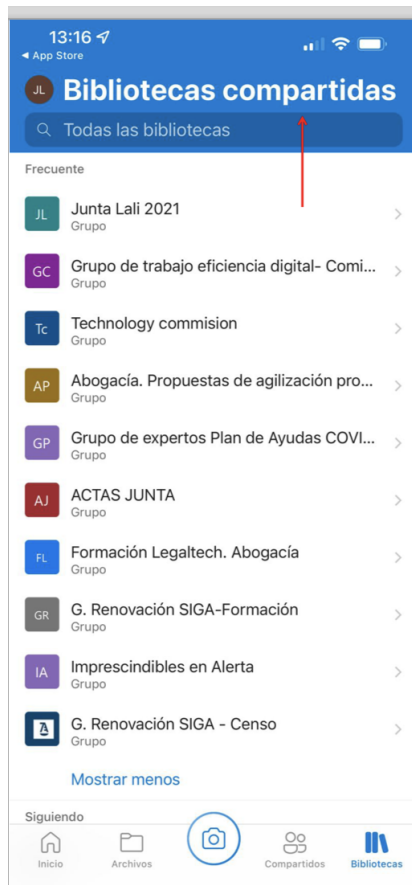 13:16
◀ App Store
JL Bibliotecas compartidas
Todas las bibliotecas
Frecuente
JL Junta Lali 2021
Grupo
GC Grupo de trabajo eficiencia digital- Comi...
Grupo
Tc Technology commision
Grupo
AP Abogacía. Propuestas de agilización pro...
Grupo
GP Grupo de expertos Plan de Ayudas COVI...
Grupo
AJ ACTAS JUNTA
Grupo
FL Formación Legaltech. Abogacía
Grupo
GR G. Renovación SIGA-Formación
Grupo
IA Imprescindibles en Alerta
Grupo
G. Renovación SIGA - Censo
Grupo
Mostrar menos
Siguiendo
Inicio Archivos Compartidos Bibliotecas